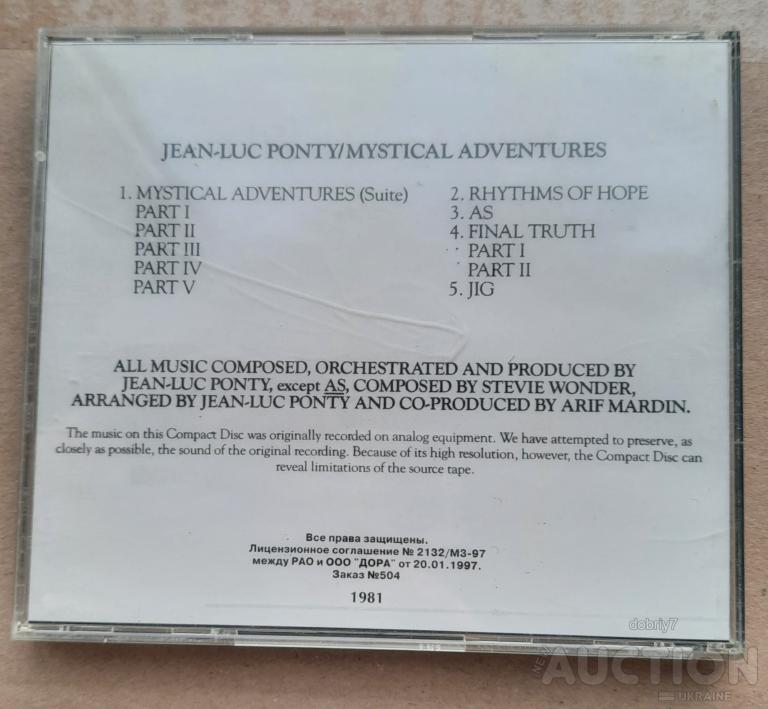 JEAN-LUC PONTY/MYSTICAL ADVENTURES
1. MYSTICAL ADVENTURES (Suite)
PART I
PART II
PART III
PART IV
PART V
2. RHYTHMS OF HOPE
3. AS
4. FINAL TRUTH
PART I
PART II
5. JIG
ALL MUSIC COMPOSED, ORCHESTRATED AND PRODUCED BY
JEAN-LUC PONTY, except AS, COMPOSED BY STEVIE WONDER,
ARRANGED BY JEAN-LUC PONTY AND CO-PRODUCED BY ARIF MARDIN.
The music on this Compact Disc was originally recorded on analog equipment. We have attempted to preserve, as
closely as possible, the sound of the original recording. Because of its high resolution, however, the Compact Disc can
reveal limitations of the source tape.
Все права защищены.
Лицензионное соглашение № 2132/МЗ-97
между РАО и ООО "ДОРА" от 20.01.1997.
Заказ №504
1981
dobriy7
NEW
AUCTION
UKRAINE